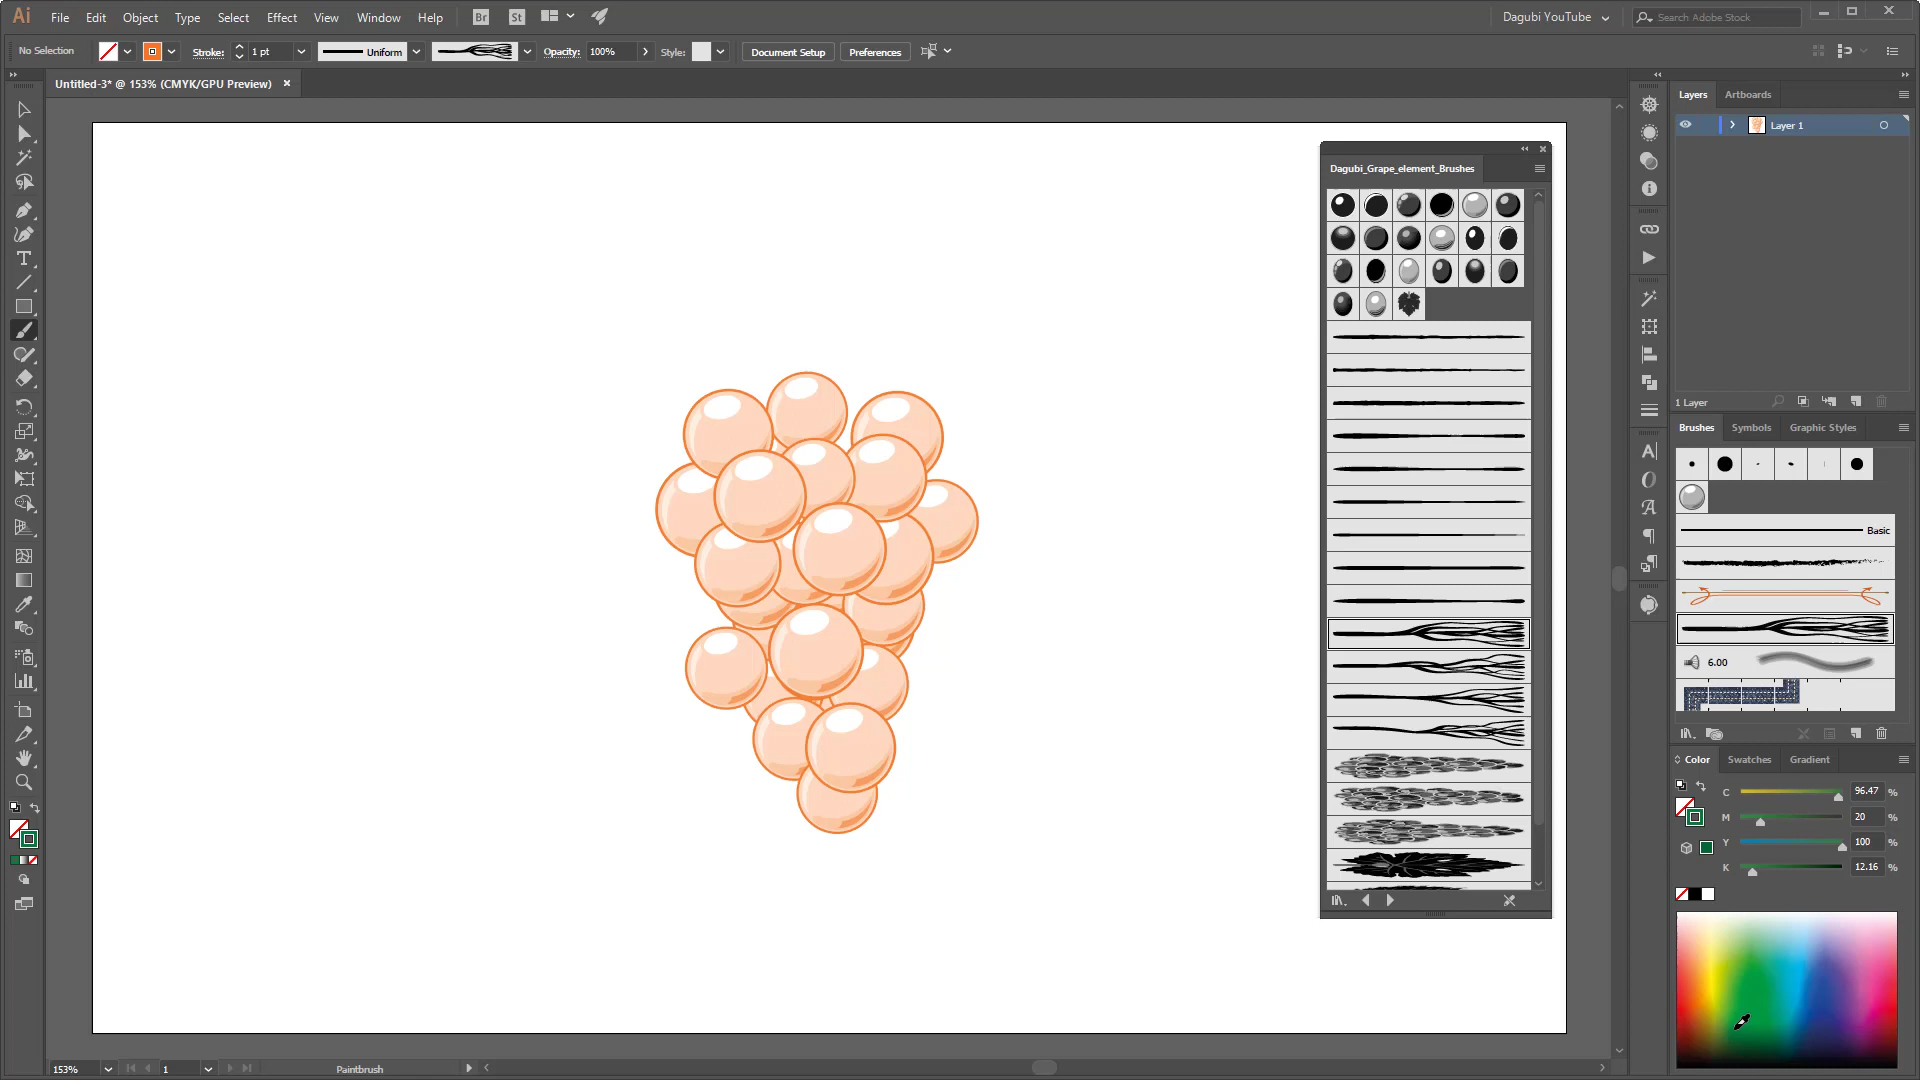 Ai File Edit Object Type Select Effect View Window Help Br St Dagubi YouTube Search Adobe Stock
No Selection Stroke: 1 pt Uniform Opacity: 100% Style: Document Setup Preferences
Untitled-3* @ 153% (CMYK/GPU Preview)
Layers Artboards
Layer 1
Dagubi_Grape_element_Brushes
1 Layer
Brushes Symbols Graphic Styles
Basic
6.00
Color Swatches Gradient
C 96.47 %
M 20 %
Y 100 %
K 12.16 %
153% 1 Paintbrush